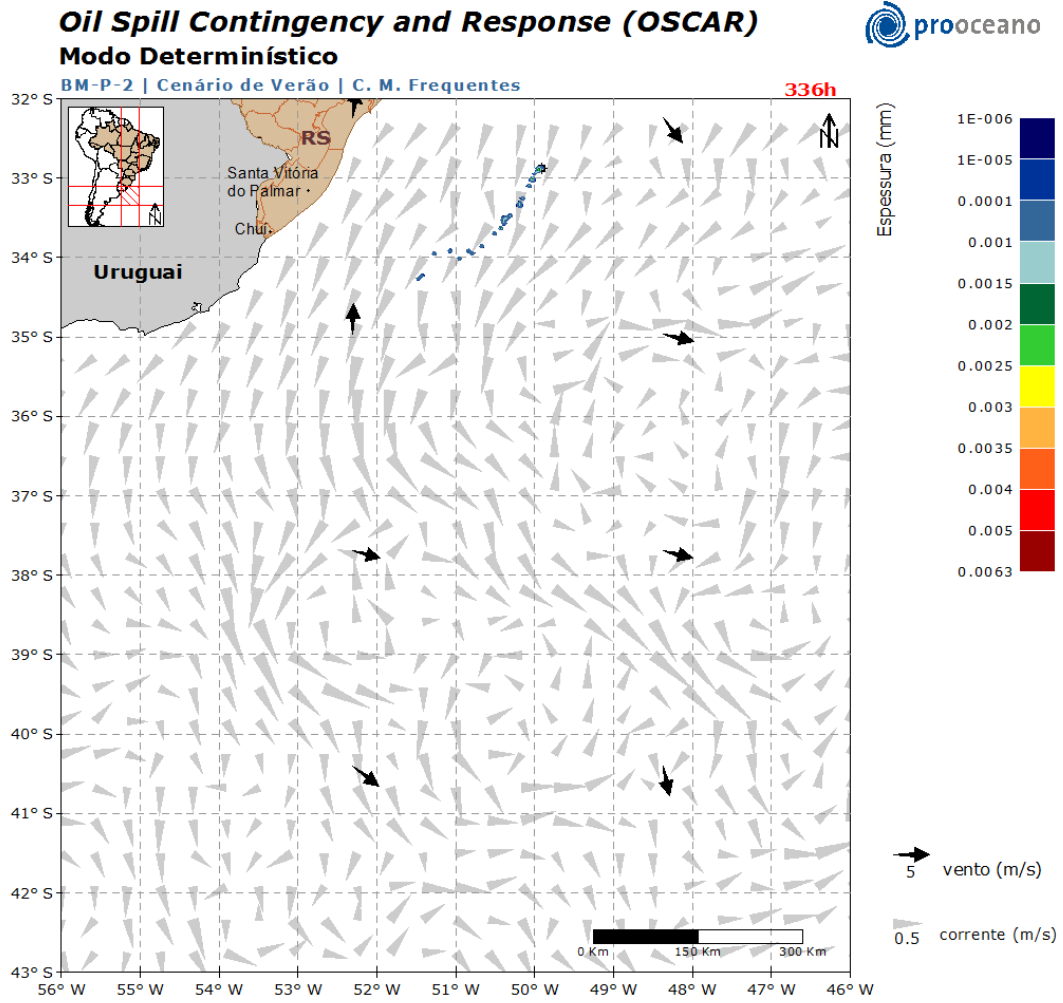 Oil Spill Contingency and Response (OSCAR)
prooceano
Modo Determinístico
BM-P-2 | Cenário de Verão | C. M. Frequentes
336h
32° S
33° S
34° S
35° S
36° S
37° S
38° S
39° S
40° S
41° S
42° S
43° S
RS
Santa Vitória
do Palmar
Chuí
Uruguai
N
N
Espessura (mm)
1E-006
1E-005
0.0001
0.001
0.0015
0.002
0.0025
0.003
0.0035
0.004
0.005
0.0063
5 vento (m/s)
0.5 corrente (m/s)
0 Km 150 Km 300 Km
56° W 55° W 54° W 53° W 52° W 51° W 50° W 49° W 48° W 47° W 46° W